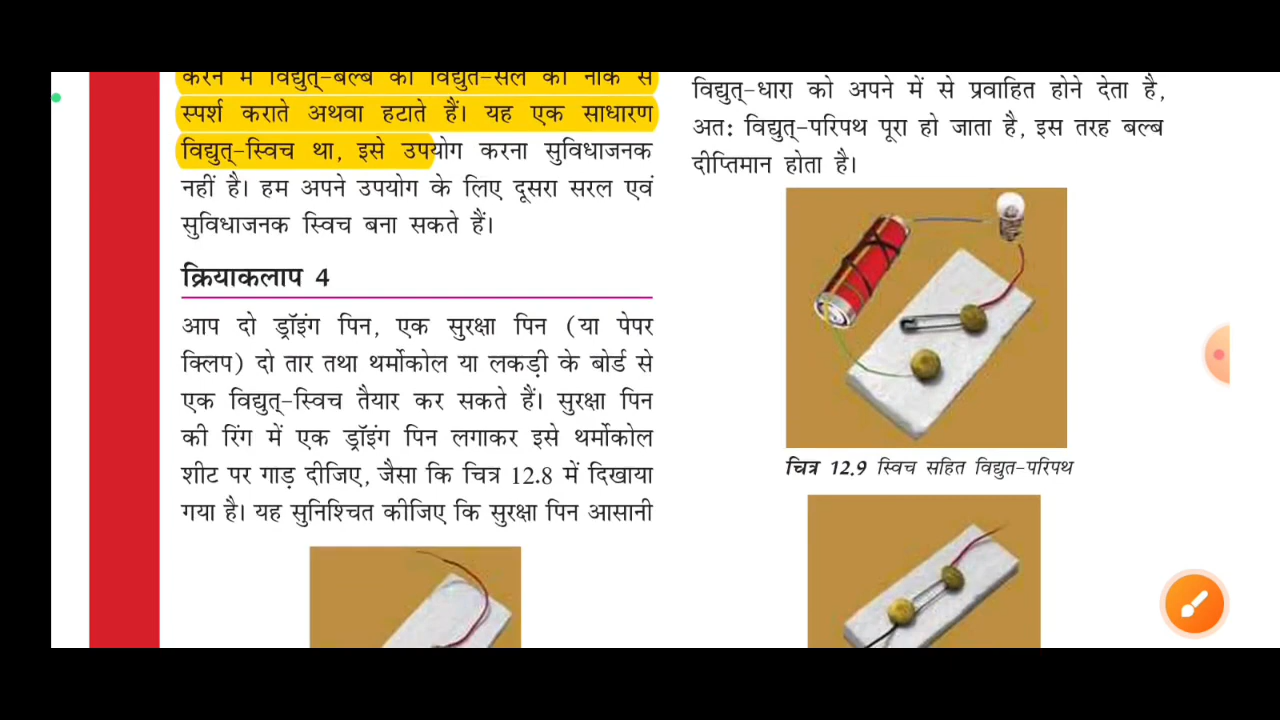 करने में विद्युत्-बल्ब को विद्युत-सेल की नोक से
स्पर्श कराते अथवा हटाते हैं। यह एक साधारण
विद्युत्-स्विच था, इसे उपयोग करना सुविधाजनक
नहीं है। हम अपने उपयोग के लिए दूसरा सरल एवं
सुविधाजनक स्विच बना सकते हैं।
क्रियाकलाप 4
आप दो ड्रॉइंग पिन, एक सुरक्षा पिन (या पेपर
क्लिप) दो तार तथा थर्मोकोल या लकड़ी के बोर्ड से
एक विद्युत्-स्विच तैयार कर सकते हैं। सुरक्षा पिन
की रिंग में एक ड्रॉइंग पिन लगाकर इसे थर्मोकोल
शीट पर गाड़ दीजिए, जैसा कि चित्र 12.8 में दिखाया
गया है। यह सुनिश्चित कीजिए कि सुरक्षा पिन आसानी
विद्युत्-धारा को अपने में से प्रवाहित होने देता है,
अत: विद्युत्-परिपथ पूरा हो जाता है, इस तरह बल्ब
दीप्तिमान होता है।
चित्र 12.9 स्विच सहित विद्युत-परिपथ